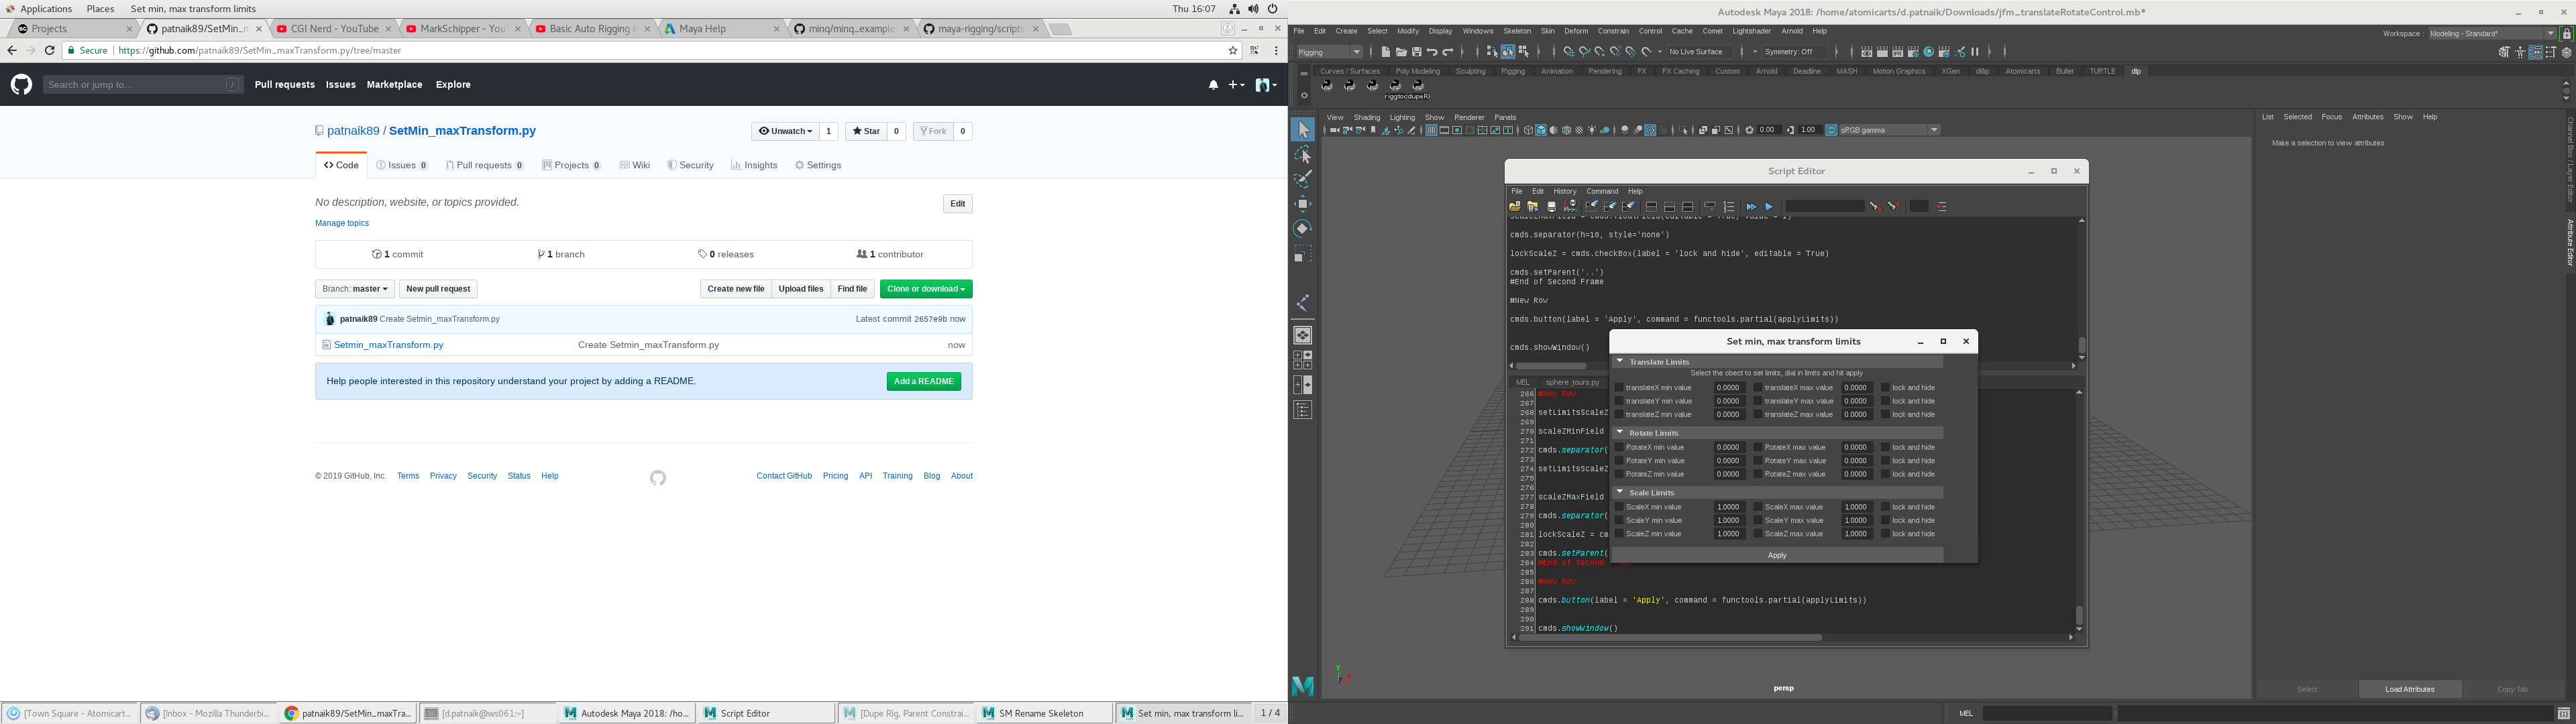 Applications Places Set min, max transform limits Thu 16:07
Projects patnaik89/SetMin_m CGI Nerd - YouTube MarkSchipper - You Basic Auto Rigging i Maya Help minq/minq_example maya-rigging/scripts
Secure https://github.com/patnaik89/SetMin_maxTransform.py/tree/master
Search or jump to... / Pull requests Issues Marketplace Explore
patnaik89 / SetMin_maxTransform.py Unwatch 1 Star 0 Fork 0
Code Issues 0 Pull requests 0 Projects 0 Wiki Security Insights Settings
No description, website, or topics provided. Edit
Manage topics
1 commit 1 branch 0 releases 1 contributor
Branch: master New pull request Create new file Upload files Find file Clone or download
patnaik89 Create Setmin_maxTransform.py Latest commit 2657e9b now
Setmin_maxTransform.py Create Setmin_maxTransform.py now
Help people interested in this repository understand your project by adding a README. Add a README
© 2019 GitHub, Inc. Terms Privacy Security Status Help Contact GitHub Pricing API Training Blog About
[Town Square - Atomicart... [Inbox - Mozilla Thunderbi... patnaik89/SetMin_maxTra... [d.patnaik@ws061:~] Autodesk Maya 2018: /ho... Script Editor [Dupe Rig, Parent Constrai... SM Rename Skeleton Set min, max transform li... 1 / 4
Autodesk Maya 2018: /home/atomicarts/d.patnaik/Downloads/jfm_translateRotateControl.mb*
File Edit Create Select Modify Display Windows Skeleton Skin Deform Constrain Control Cache Comet Lightshader Arnold Help Workspace : Modeling - Standard*
Rigging No Live Surface Symmetry: Off
Curves / Surfaces Poly Modeling Sculpting Rigging Animation Rendering FX FX Caching Custom Arnold Deadline MASH Motion Graphics XGen Atomicarts Bullet TURTLE dlp
View Shading Lighting Show Renderer Panels
0.00 1.00 sRGB gamma
List Selected Focus Attributes Show Help
Make a selection to view attributes
Channel Box / Layer Editor
Attribute Editor
Script Editor
File Edit History Command Help
cmds.separator(h=10, style='none')
lockScaleZ = cmds.checkBox(label = 'lock and hide', editable = True)
cmds.setParent('..')
#End of Second Frame
#New Row
cmds.button(label = 'Apply', command = functools.partial(applyLimits))
cmds.showWindow()
MEL sphere_tours.py
266 #New Row
267
268 setLimitsScaleZ
269
270 scaleZMinField
271
272 cmds.separator(
273
274 setLimitsScaleZ
275
276
277 scaleZMaxField
278
279 cmds.separator(
280
281 lockScaleZ = cm
282
283 cmds.setParent(
284 #End of Second
285
286 #New Row
287
288 cmds.button(label = 'Apply', command = functools.partial(applyLimits))
289
290
291 cmds.showWindow()
Set min, max transform limits
Translate Limits
Select the obect to set limits, dial in limits and hit apply
translateX min value 0.0000 translateX max value 0.0000 lock and hide
translateY min value 0.0000 translateY max value 0.0000 lock and hide
translateZ min value 0.0000 translateZ max value 0.0000 lock and hide
Rotate Limits
RotateX min value 0.0000 RotateX max value 0.0000 lock and hide
RotateY min value 0.0000 RotateY max value 0.0000 lock and hide
RotateZ min value 0.0000 RotateZ max value 0.0000 lock and hide
Scale Limits
ScaleX min value 1.0000 ScaleX max value 1.0000 lock and hide
ScaleY min value 1.0000 ScaleY max value 1.0000 lock and hide
ScaleZ min value 1.0000 ScaleZ max value 1.0000 lock and hide
Apply
persp
Select Load Attributes Copy Tab
MEL